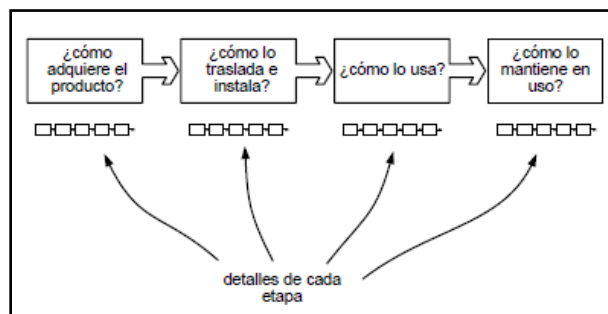 ¿cómo
adquiere el
producto?
¿cómo lo
traslada e
instala?
¿cómo lo usa?
¿cómo lo
mantiene en
uso?
detalles de cada
etapa